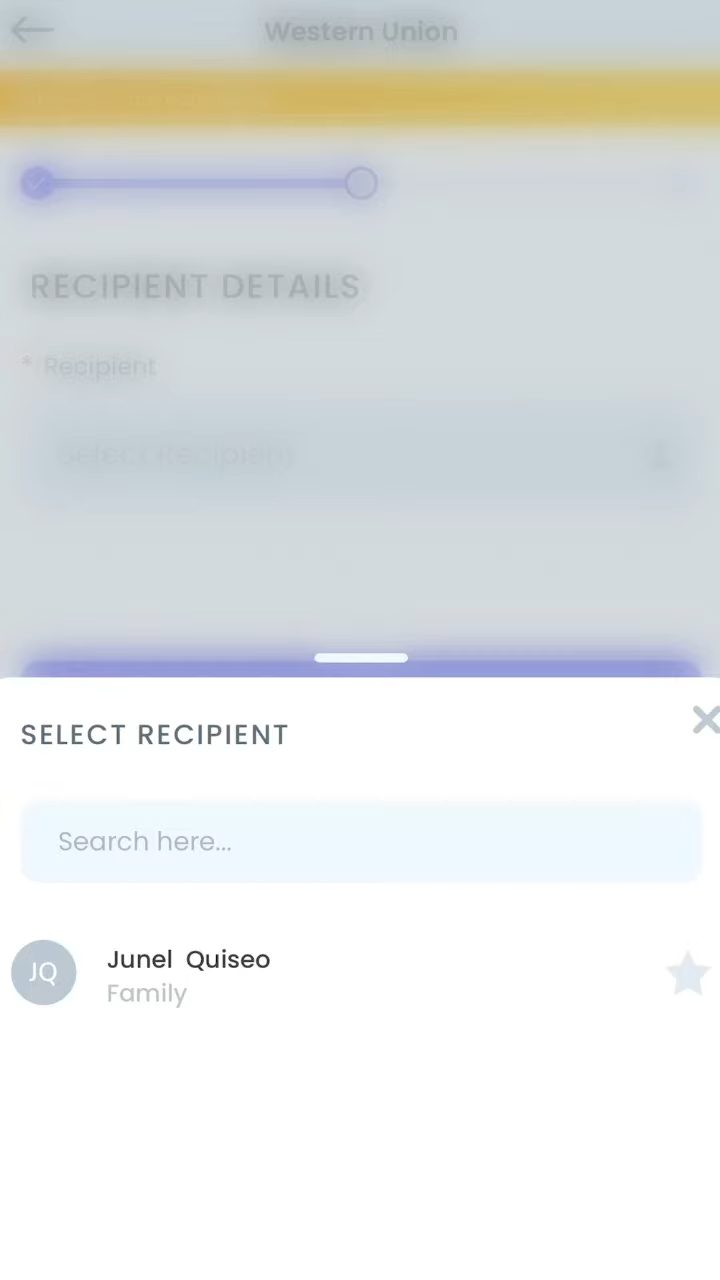 Western Union
RECIPIENT DETAILS
* Recipient
Select Recipient
SELECT RECIPIENT
Search here...
JQ
Junel Quiseo
Family